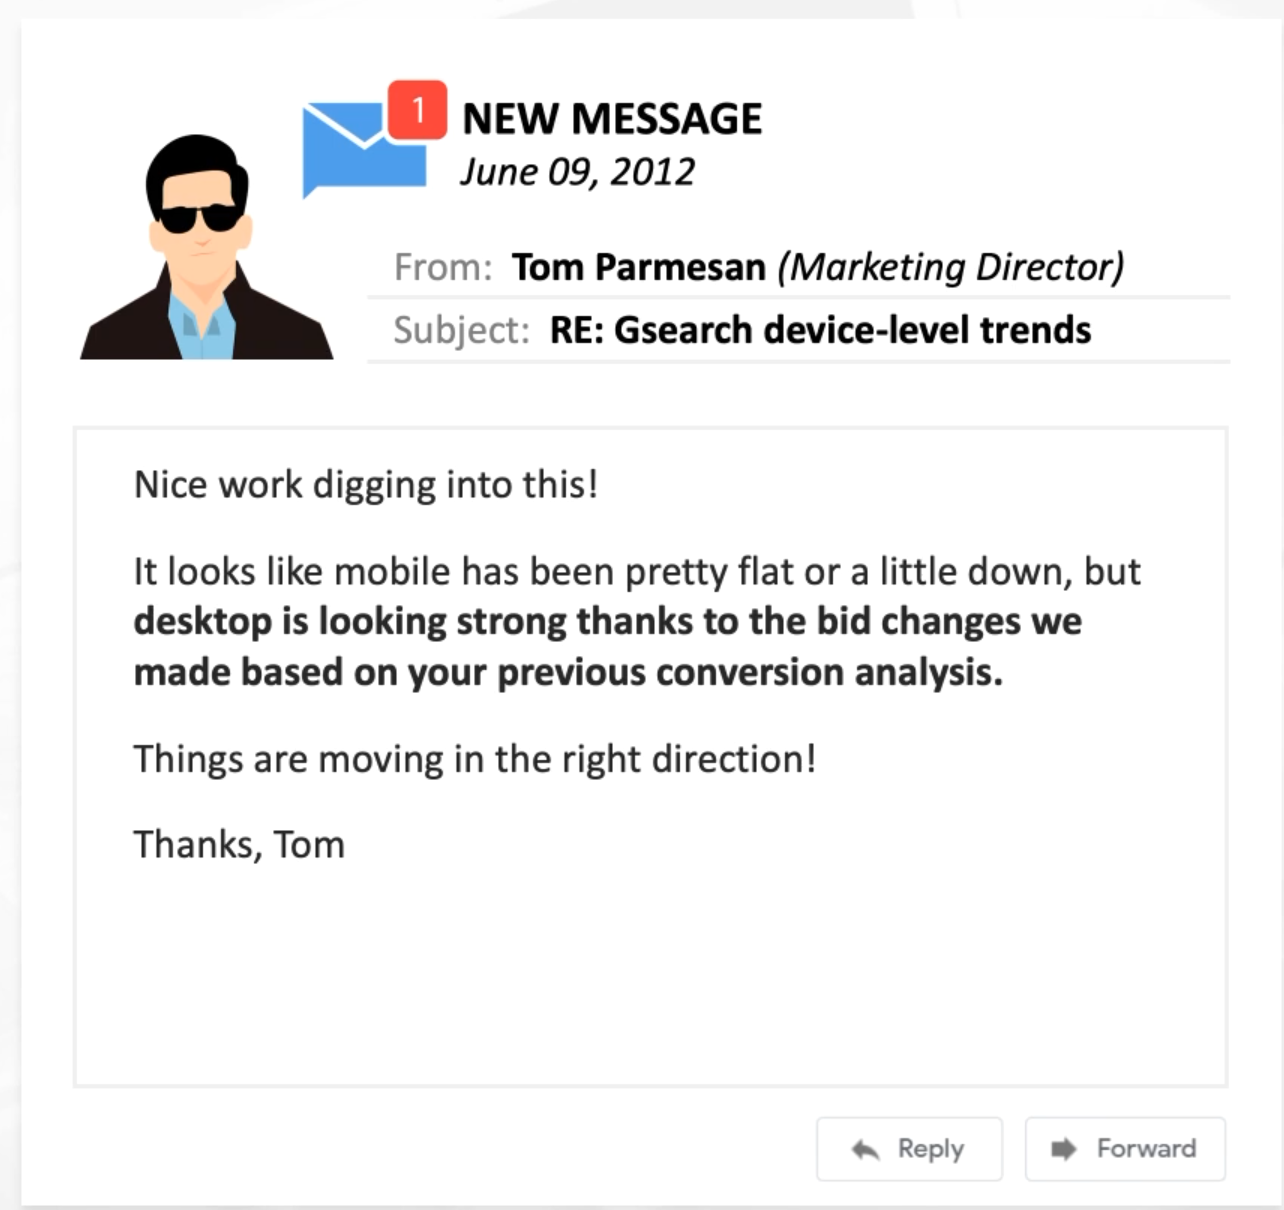 1
NEW MESSAGE
June 09, 2012
From: Tom Parmesan (Marketing Director)
Subject: RE: Gsearch device-level trends
Nice work digging into this!
It looks like mobile has been pretty flat or a little down, but
desktop is looking strong thanks to the bid changes we
made based on your previous conversion analysis.
Things are moving in the right direction!
Thanks, Tom
Reply
Forward